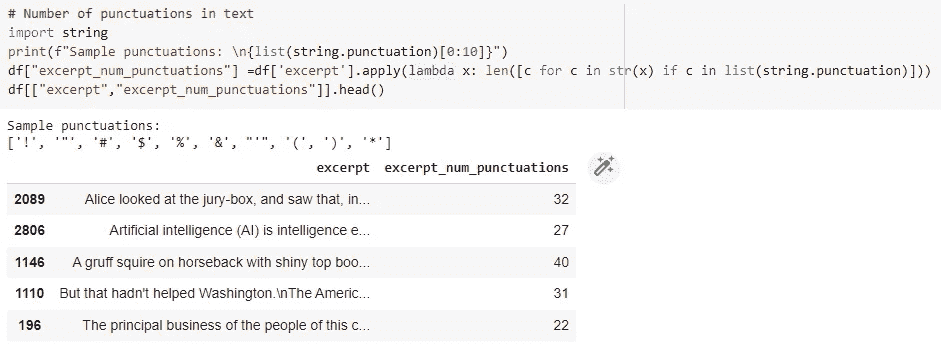 # Number of punctuations in text
import string
print(f"Sample punctuations: \n{list(string.punctuation)[0:10]}")
df["excerpt_num_punctuations"] =df['excerpt'].apply(lambda x: len([c for c in str(x) if c in list(string.punctuation)]))
df[["excerpt","excerpt_num_punctuations"]].head()
Sample punctuations:
['!', '"', '#', '$', '%', '&', "'", '(', ')', '*']
excerpt excerpt_num_punctuations
2089 Alice looked at the jury-box, and saw that, in... 32
2806 Artificial intelligence (AI) is intelligence e... 27
1146 A gruff squire on horseback with shiny top boo... 40
1110 But that hadn't helped Washington.\nThe Americ... 31
196 The principal business of the people of this c... 22